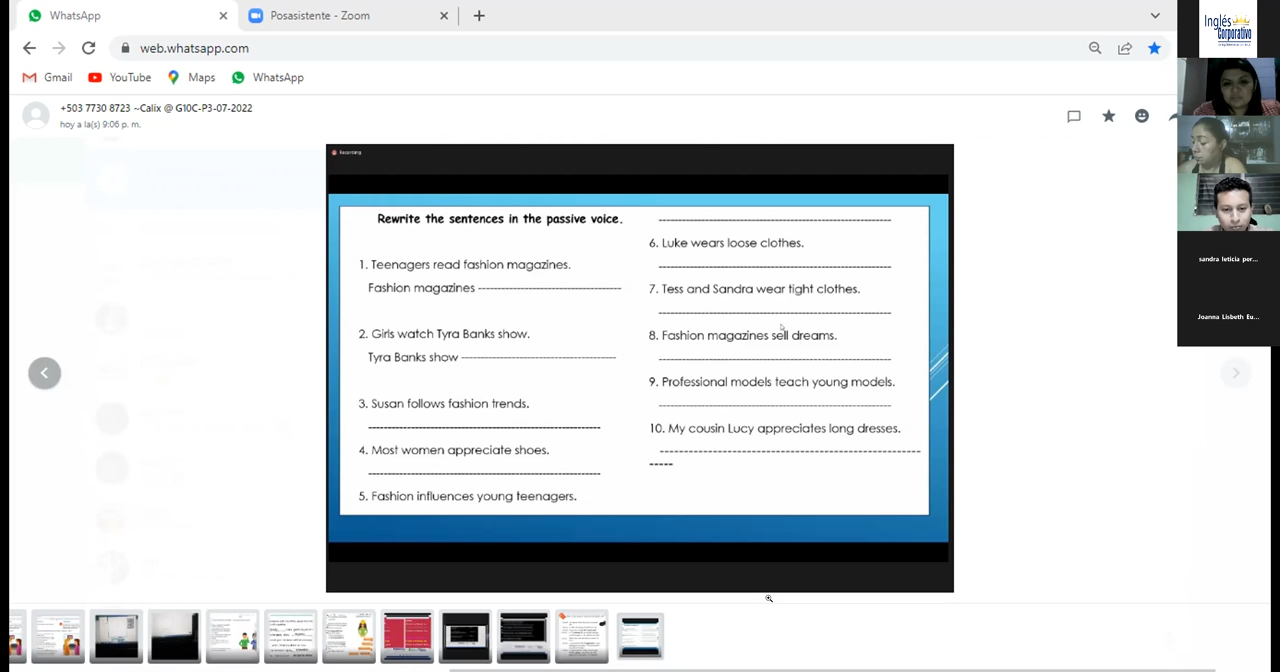 WhatsApp
Posasistente - Zoom
web.whatsapp.com
Gmail
YouTube
Maps
WhatsApp
+503 7730 8723 ~Calix @ G10C-P3-07-2022
hoy a la(s) 9:06 p. m.
Inglés
Corporativo
sandra leticia per...
Joanna Lisbeth Eu...
Recording
Rewrite the sentences in the passive voice.
1. Teenagers read fashion magazines.
Fashion magazines ------------------------------------
2. Girls watch Tyra Banks show.
Tyra Banks show ---------------------------------------
3. Susan follows fashion trends.
4. Most women appreciate shoes.
5. Fashion influences young teenagers.
6. Luke wears loose clothes.
7. Tess and Sandra wear tight clothes.
8. Fashion magazines sell dreams.
9. Professional models teach young models.
10. My cousin Lucy appreciates long dresses.